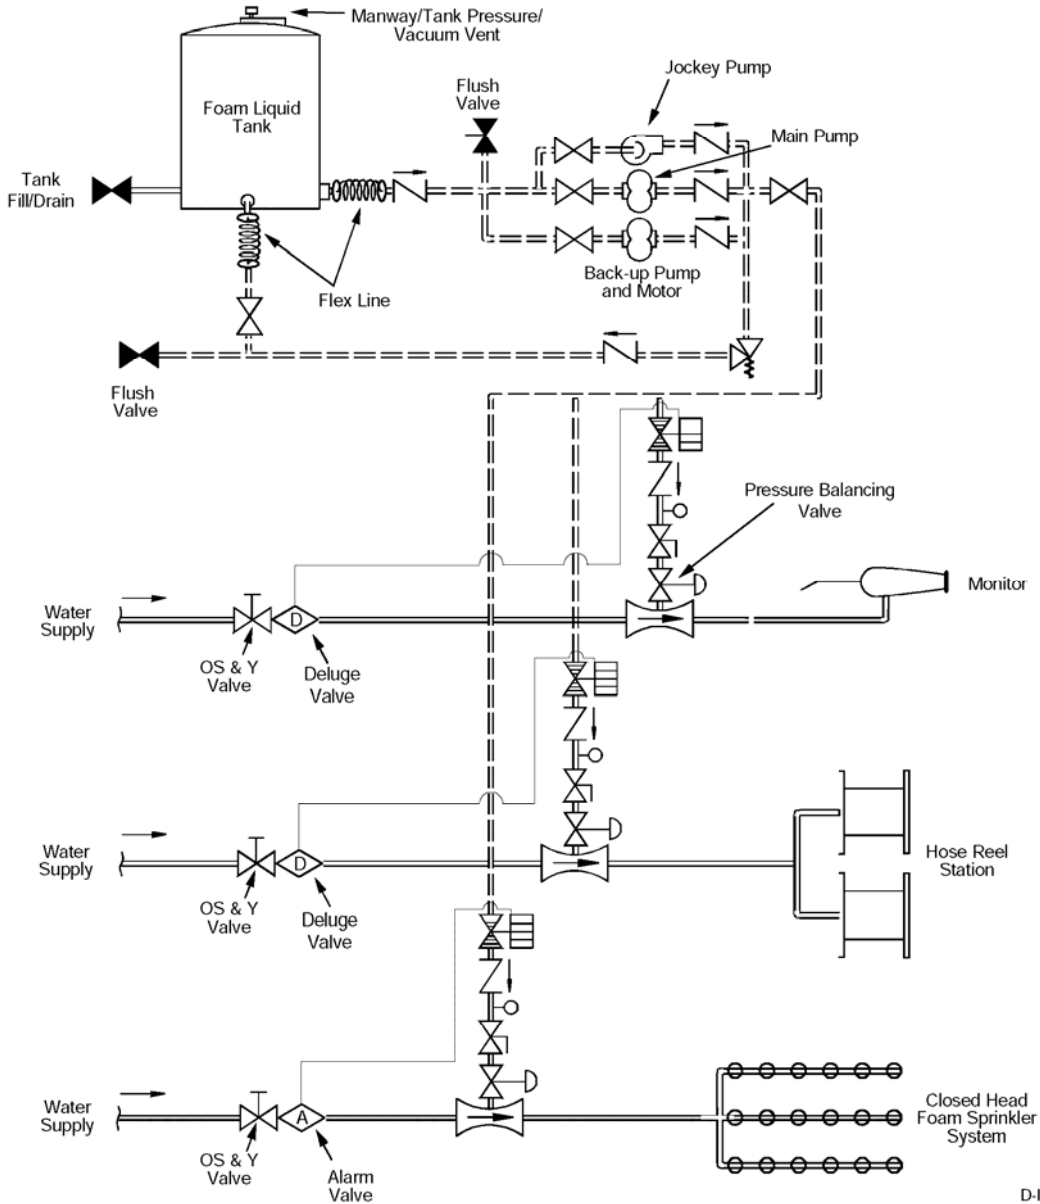 Manway/Tank Pressure/
Vacuum Vent
Foam Liquid
Tank
Flush
Valve
Jockey Pump
Main Pump
Tank
Fill/Drain
Back-up Pump
and Motor
Flex Line
Flush
Valve
Pressure Balancing
Valve
Monitor
Water
Supply
D
OS & Y
Valve
Deluge
Valve
Water
Supply
D
OS & Y
Valve
Deluge
Valve
Hose Reel
Station
Water
Supply
A
OS & Y
Valve
Alarm
Valve
Closed Head
Foam Sprinkler
System